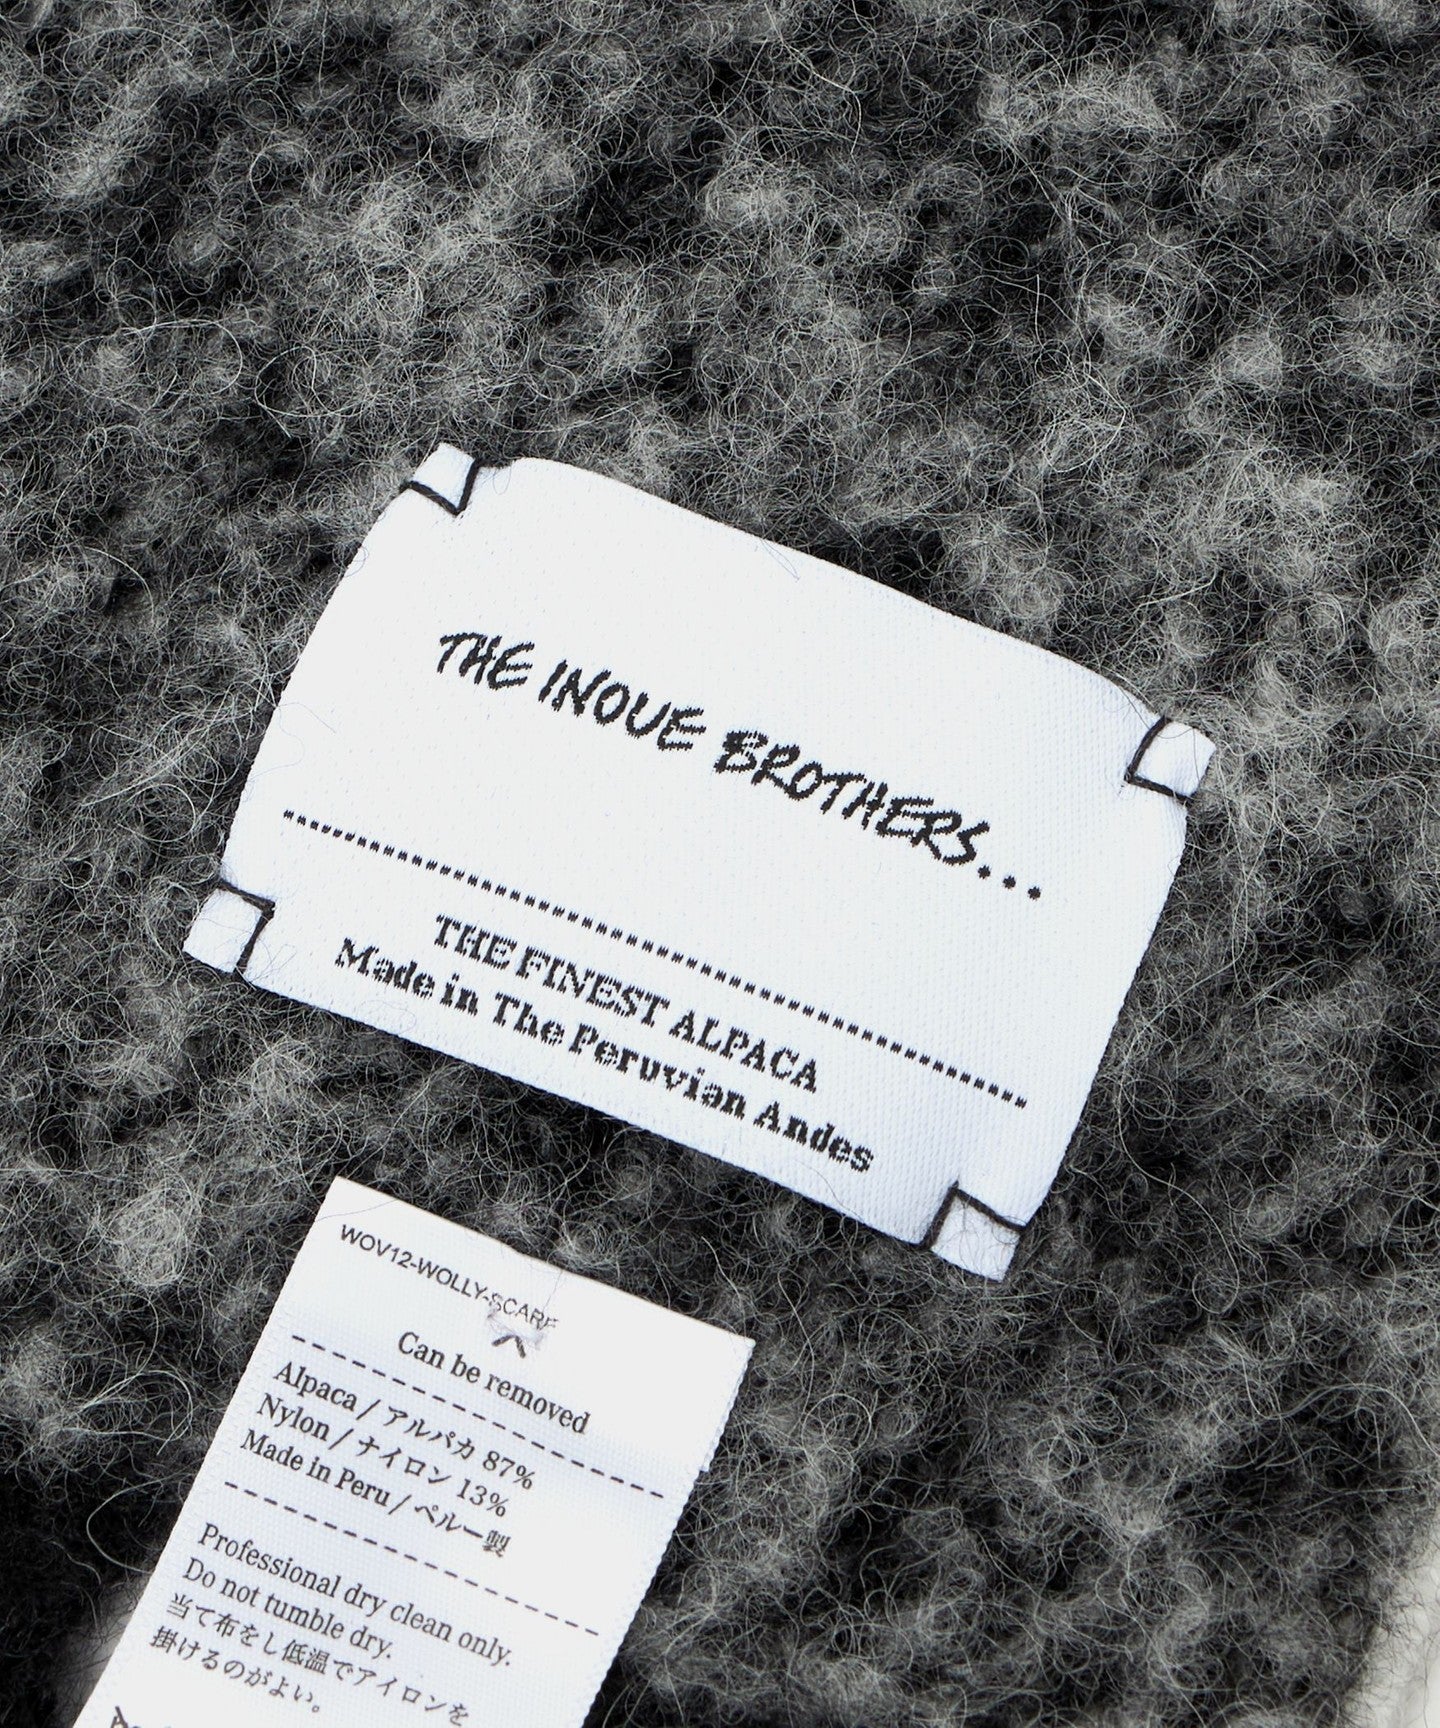 THE INOUE BROTHERS...
THE FINEST ALPACA
Made in The Peruvian Andes
WOV12-WOLLY-SCARF
Can be removed
Alpaca / アルパカ 87%
Nylon / ナイロン 13%
Made in Peru / ペルー製
Professional dry clean only.
Do not tumble dry.
当て布をし低温でアイロンを
掛けるのがよい。